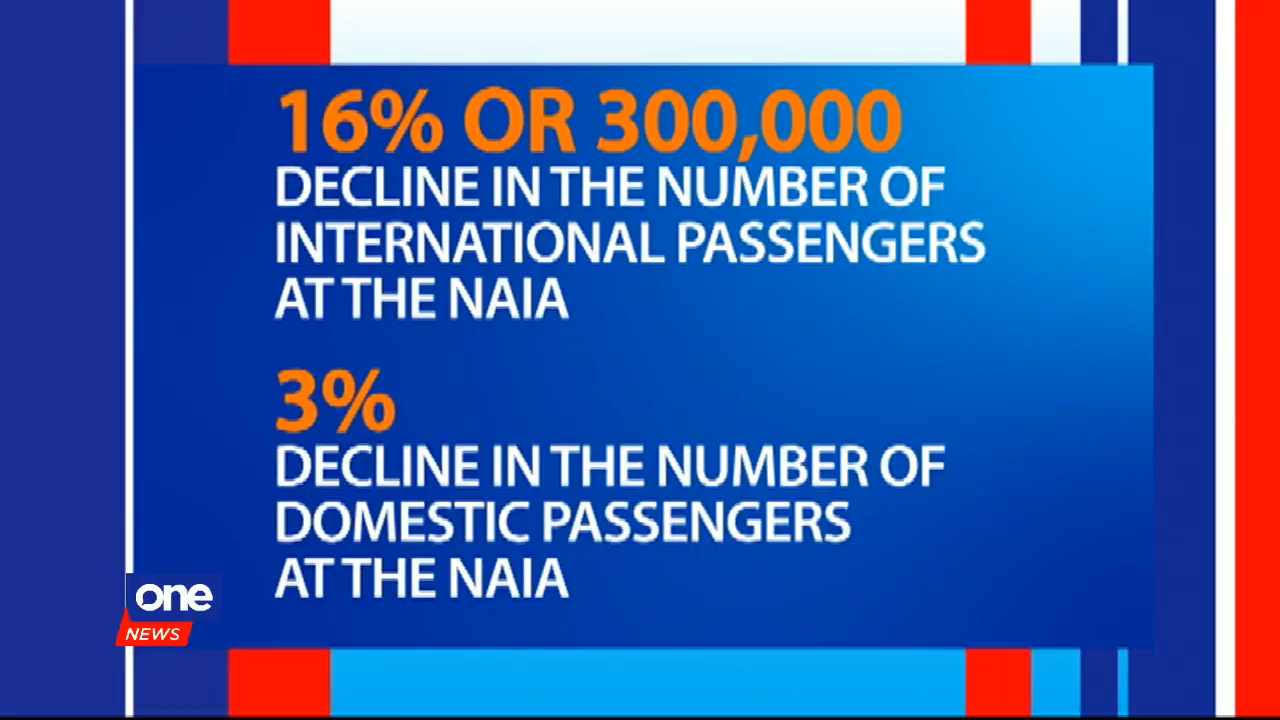 16% OR 300,000
DECLINE IN THE NUMBER OF
INTERNATIONAL PASSENGERS
AT THE NAIA
3%
DECLINE IN THE NUMBER OF
DOMESTIC PASSENGERS
AT THE NAIA
one
NEWS